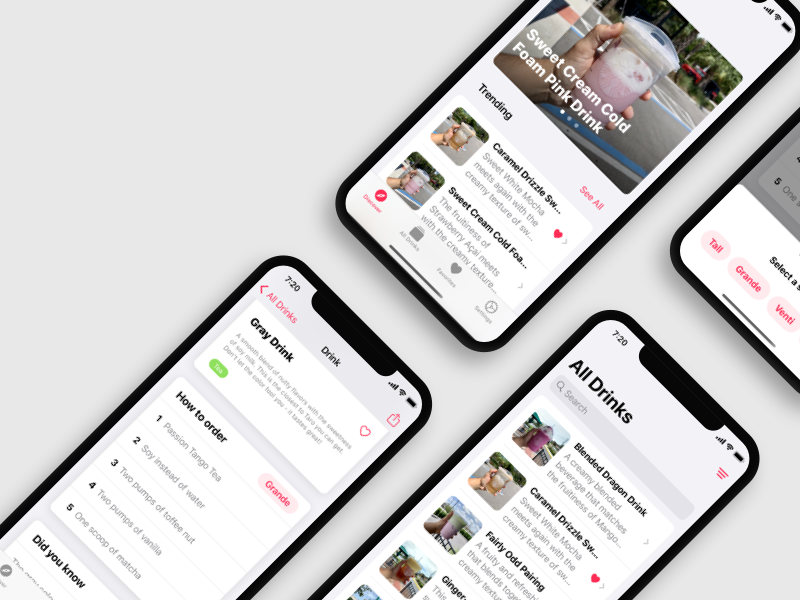 Sweet Cream Cold
Foam Pink Drink
Trending
See All
Caramel Drizzle Sw...
Sweet White Mocha
meets again with the
creamy texture of sw...
Sweet Cream Cold Foa...
The fruitiness of
Strawberry Açai meets
with the creamy texture...
Discover
All Drinks
Favorites
Settings
5 One
Select a s
Tall
Grande
Venti
7:20
All Drinks
Drink
Gray Drink
A smooth blend of nutty flavors with the sweetness
of soy milk. This is the closest to Two you can get.
Don't let the color fool you - it tastes great!
Tea
How to order
Grande
1 Passion Tango Tea
2 Soy instead of water
3 Two pumps of toffee nut
4 Two pumps of vanilla
5 One scoop of matcha
Did you know
7:20
All Drinks
Search
Blended Dragon Drink
A creamy blended
beverage that matches
the fruitiness of Mango...
Caramel Drizzle Sw...
Sweet White Mocha
meets again with the
creamy texture of sw...
Fairly Odd Pairing
A fruity and refresh
that blends togeth
creamy texture
Ginger
This